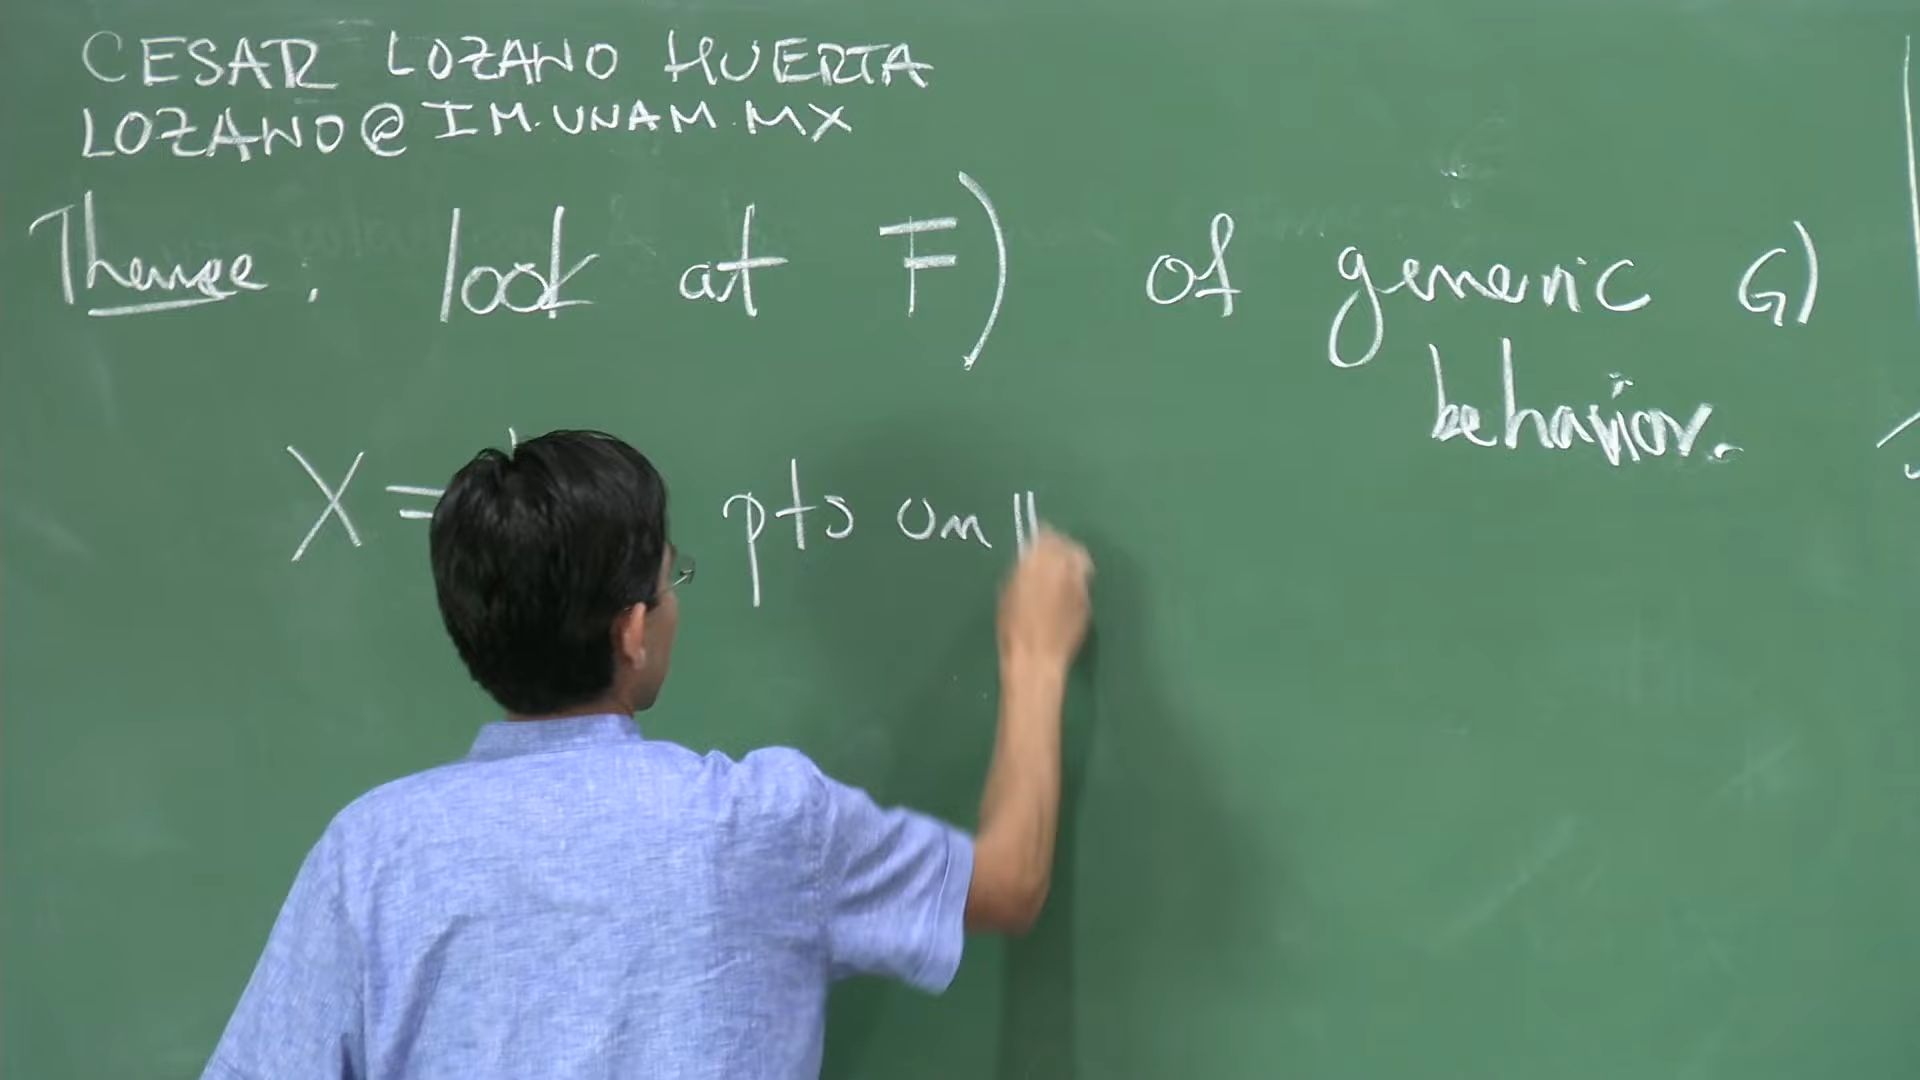 CESAR LOZANO HUERTA
LOZANO@IM.UNAM.MX
Theme: look at F) of generic G)
behavior.
X = pts on